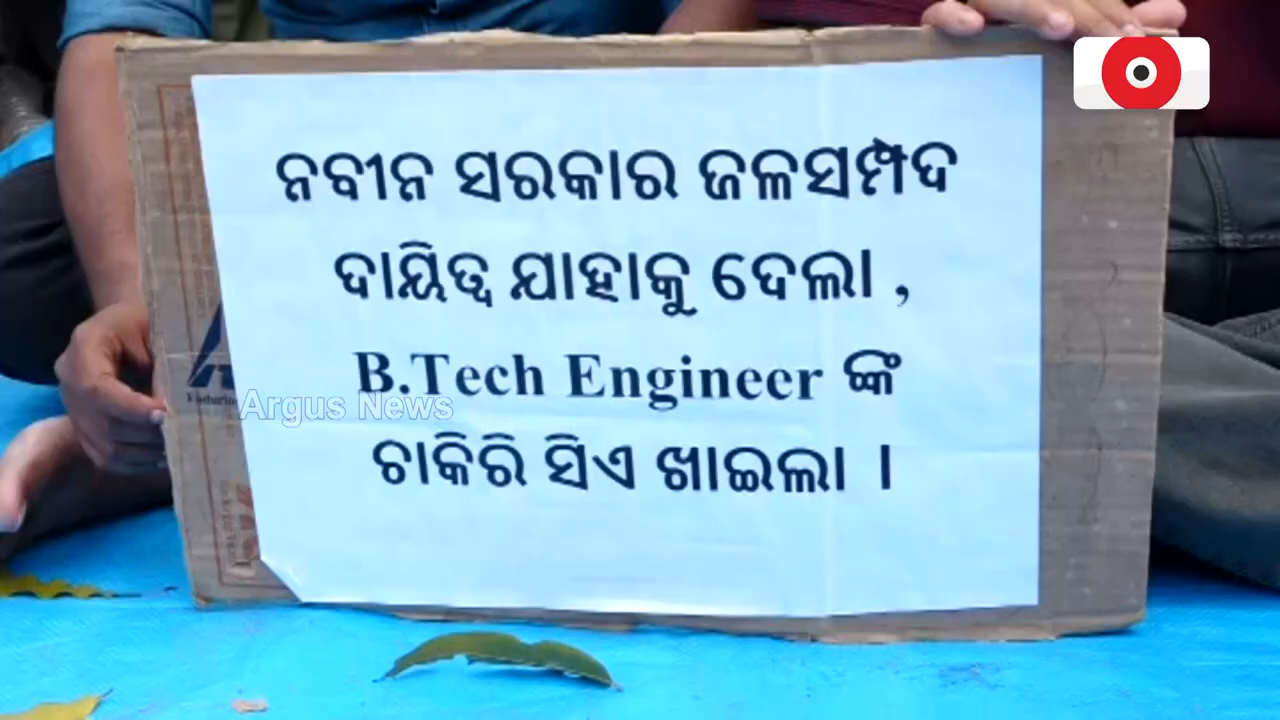 ନବୀନ ସରକାର ଜଳସମ୍ପଦ
ଦାୟିତ୍ୱ ଯାହାକୁ ଦେଲା ,
B.Tech Engineer ଙ୍କ
ଚାକିରି ସିଏ ଖାଇଲା ।
Argus News